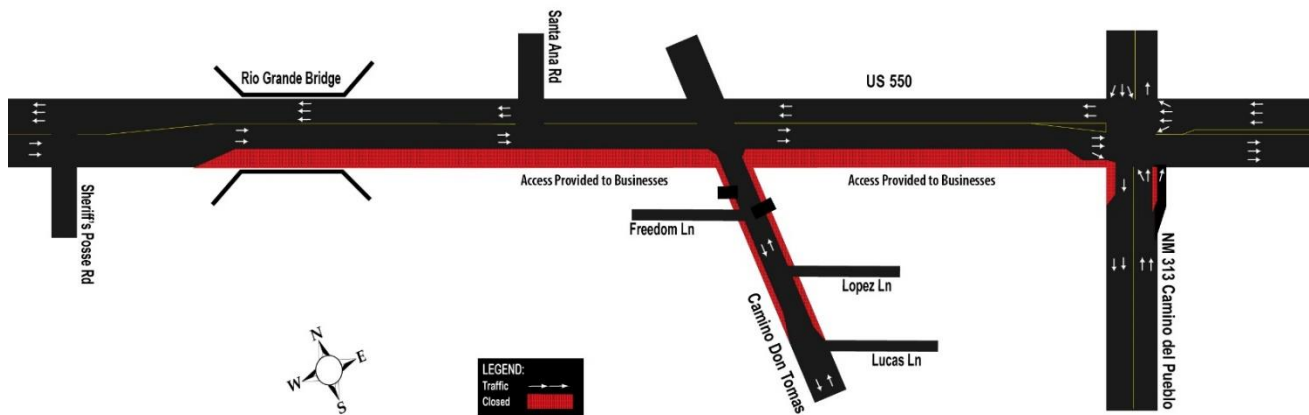 Santa Ana Rd
Rio Grande Bridge
US 550
Access Provided to Businesses
Access Provided to Businesses
Sheriff's Posse Rd
Freedom Ln
Lopez Ln
Lucas Ln
Camino Don Tomas
NM 313 Camino del Pueblo
N
E
W
S
LEGEND:
Traffic
Closed